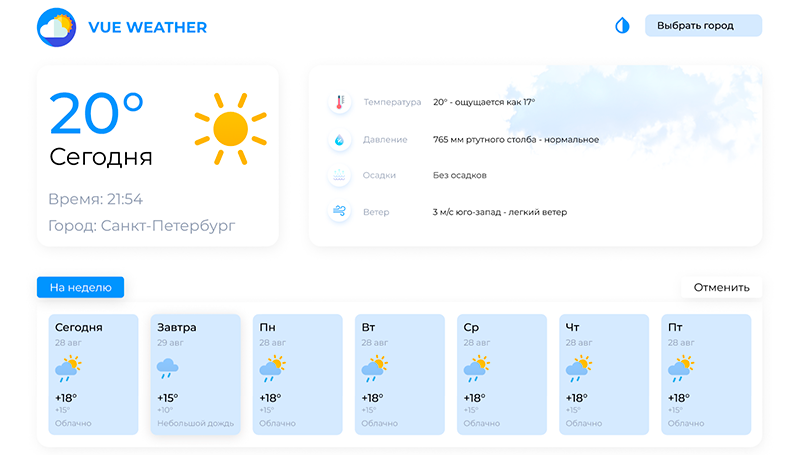 VUE WEATHER
Выбрать город
20°
Сегодня
Время: 21:54
Город: Санкт-Петербург
Температура 20° - ощущается как 17°
Давление 765 мм ртутного столба - нормальное
Осадки Без осадков
Ветер 3 м/с юго-запад - легкий ветер
На неделю Отменить
Сегодня
28 авг
+18°
+15°
Облачно
Завтра
29 авг
+15°
+10°
Небольшой дождь
Пн
28 авг
+18°
+15°
Облачно
Вт
28 авг
+18°
+15°
Облачно
Ср
28 авг
+18°
+15°
Облачно
Чт
28 авг
+18°
+15°
Облачно
Пт
28 авг
+18°
+15°
Облачно